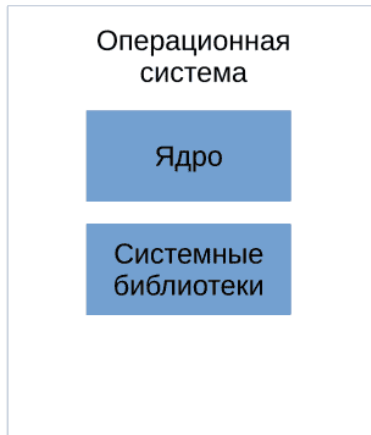 Операционная
система
Ядро
Системные
библиотеки